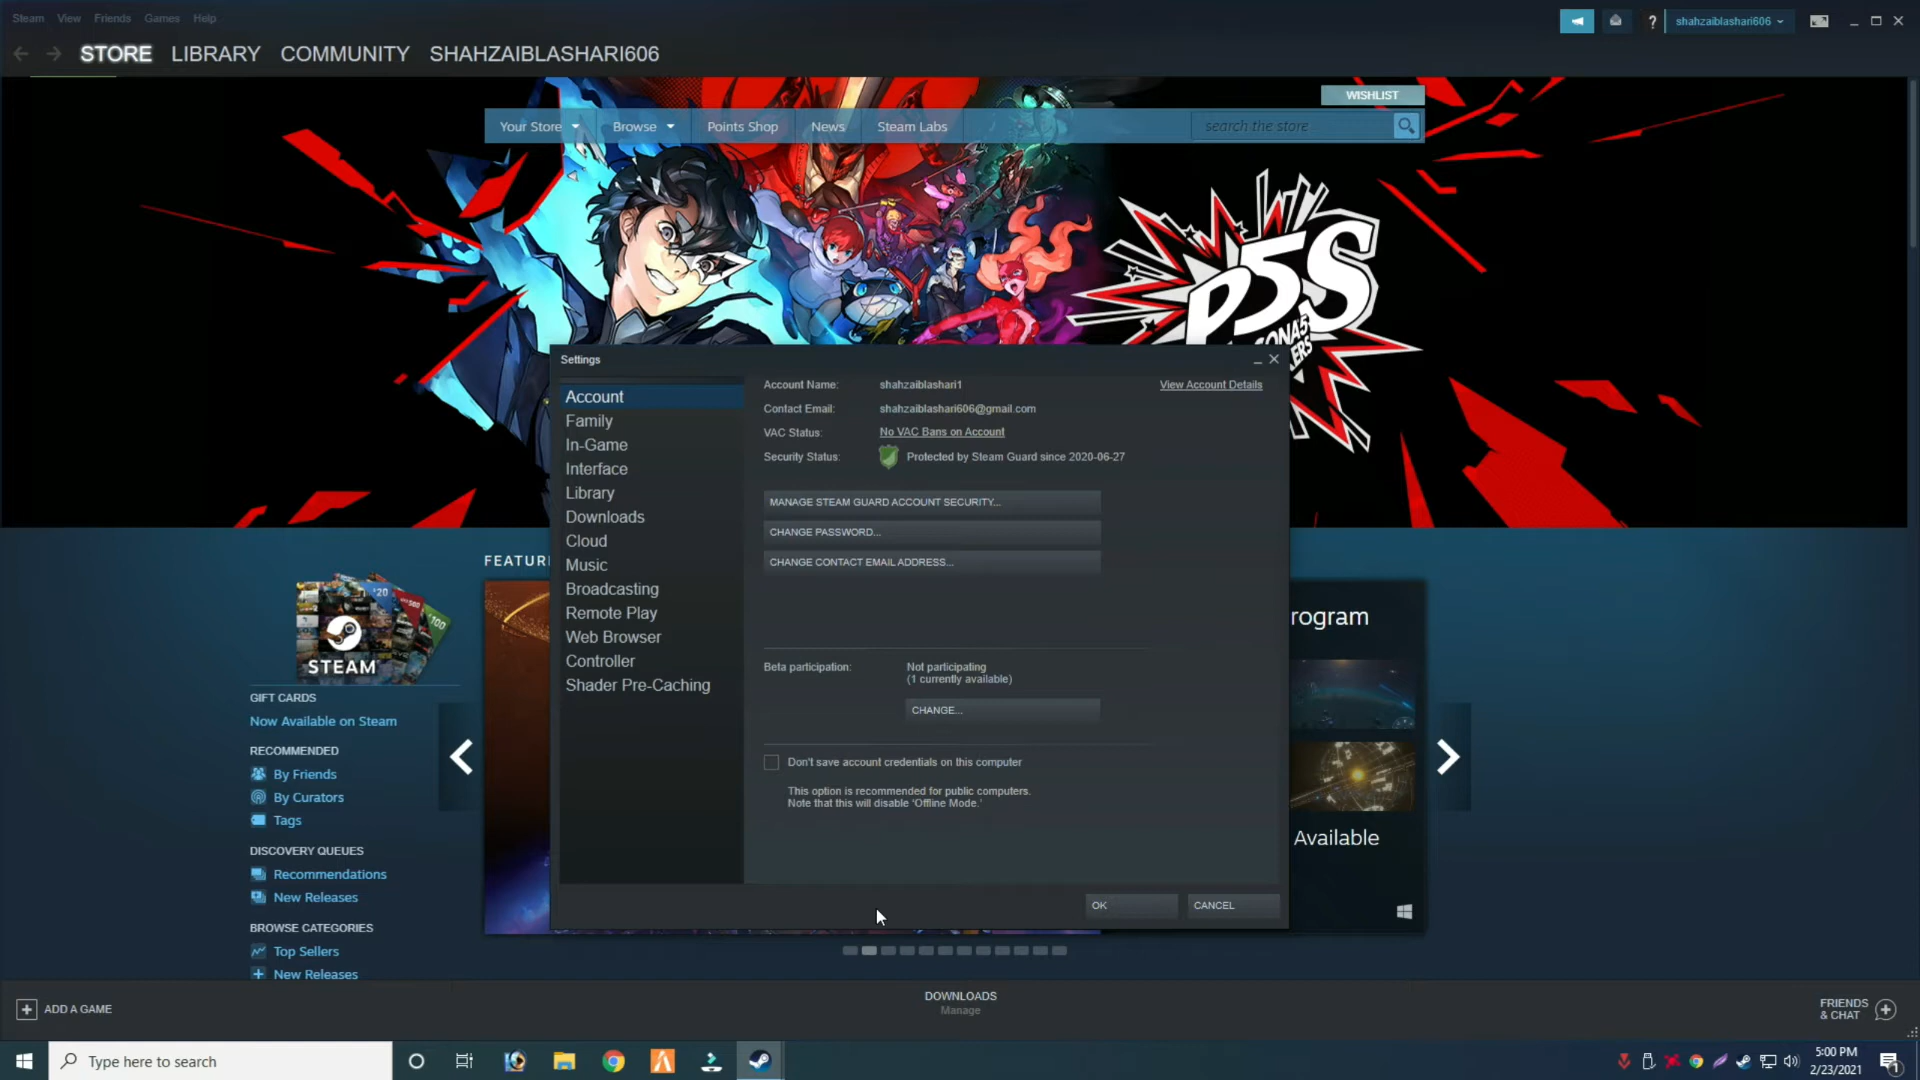 Steam View Friends Games Help
shahzaiblashari606
STORE LIBRARY COMMUNITY SHAHZAIBLASHARI606
WISHLIST
Your Store Browse Points Shop News Steam Labs search the store
P5S
Settings
Account
Family
In-Game
Interface
Library
Downloads
Cloud
Music
Broadcasting
Remote Play
Web Browser
Controller
Shader Pre-Caching
Account Name: shahzaiblashari1 View Account Details
Contact Email: shahzaiblashari606@gmail.com
VAC Status: No VAC Bans on Account
Security Status: Protected by Steam Guard since 2020-06-27
MANAGE STEAM GUARD ACCOUNT SECURITY...
CHANGE PASSWORD...
CHANGE CONTACT EMAIL ADDRESS...
Beta participation: Not participating
(1 currently available)
CHANGE...
Don't save account credentials on this computer
This option is recommended for public computers.
Note that this will disable 'Offline Mode.'
OK CANCEL
FEATUR
rogram
Available
$20
$100
STEAM
GIFT CARDS
Now Available on Steam
RECOMMENDED
By Friends
By Curators
Tags
DISCOVERY QUEUES
Recommendations
New Releases
BROWSE CATEGORIES
Top Sellers
New Releases
ADD A GAME
DOWNLOADS
Manage
FRIENDS
& CHAT
Type here to search
5:00 PM
2/23/2021
1